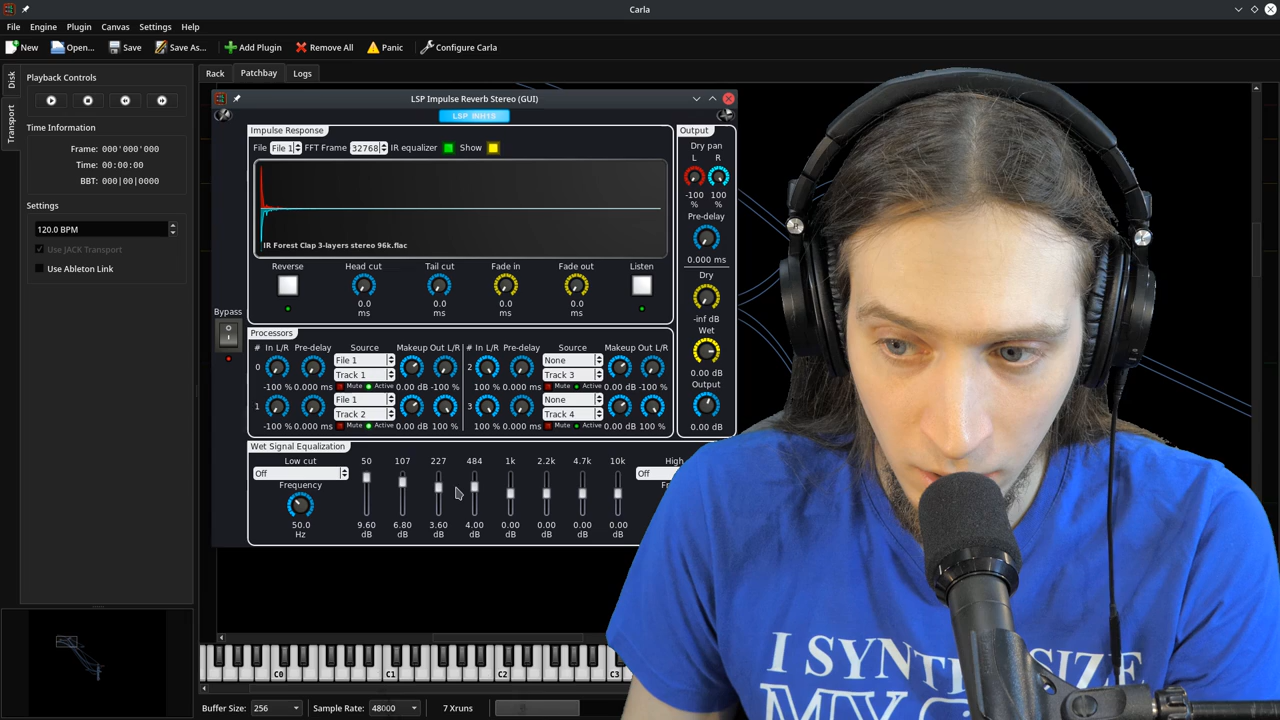 Carla
File Engine Plugin Canvas Settings Help
New Open... Save Save As... Add Plugin Remove All Panic Configure Carla
Disk
Transport
Playback Controls
Time Information
Frame: 000'000'000
Time: 00:00:00
BBT: 000|00|0000
Settings
120.0 BPM
Use JACK Transport
Use Ableton Link
Rack Patchbay Logs
LSP Impulse Reverb Stereo (GUI)
Impulse Response
File File 1 FFT Frame 32768 IR equalizer Show
IR Forest Clap 3-layers stereo 96k.flac
Reverse Head cut Tail cut Fade in Fade out Listen
0.0 0.0 0.0 0.0
ms ms ms ms
Output
Dry pan
L R
-100 100
% %
Pre-delay
0.000 ms
Dry
-inf dB
Wet
0.00 dB
Output
0.00 dB
Bypass
Processors
# In L/R Pre-delay Source Makeup Out L/R # In L/R Pre-delay Source Makeup Out L/R
0 File 1 2 None
Track 1 Track 3
-100 % 0.000 ms Mute Active 0.00 dB -100 % 100 % 0.000 ms Mute Active 0.00 dB -100 %
1 File 1 3 None
Track 2 Track 4
-100 % 0.000 ms Mute Active 0.00 dB 100 % 100 % 0.000 ms Mute Active 0.00 dB 100 %
Wet Signal Equalization
Low cut 50 107 227 484 1k 2.2k 4.7k 10k High
Off Off
Frequency
50.0 9.60 6.80 3.60 4.00 0.00 0.00 0.00 0.00
Hz dB dB dB dB dB dB dB dB
C0 C1 C2 C3
Buffer Size: 256 Sample Rate: 48000 7 Xruns
I SYNTHESIZE
MY